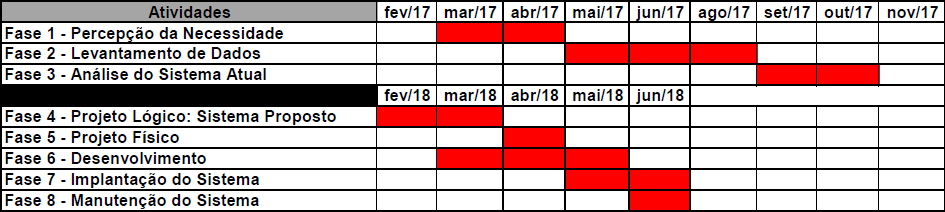 Atividades fev/17 mar/17 abr/17 mai/17 jun/17 ago/17 set/17 out/17 nov/17
Fase 1 - Percepção da Necessidade
Fase 2 - Levantamento de Dados
Fase 3 - Análise do Sistema Atual
fev/18 mar/18 abr/18 mai/18 jun/18
Fase 4 - Projeto Lógico: Sistema Proposto
Fase 5 - Projeto Físico
Fase 6 - Desenvolvimento
Fase 7 - Implantação do Sistema
Fase 8 - Manutenção do Sistema